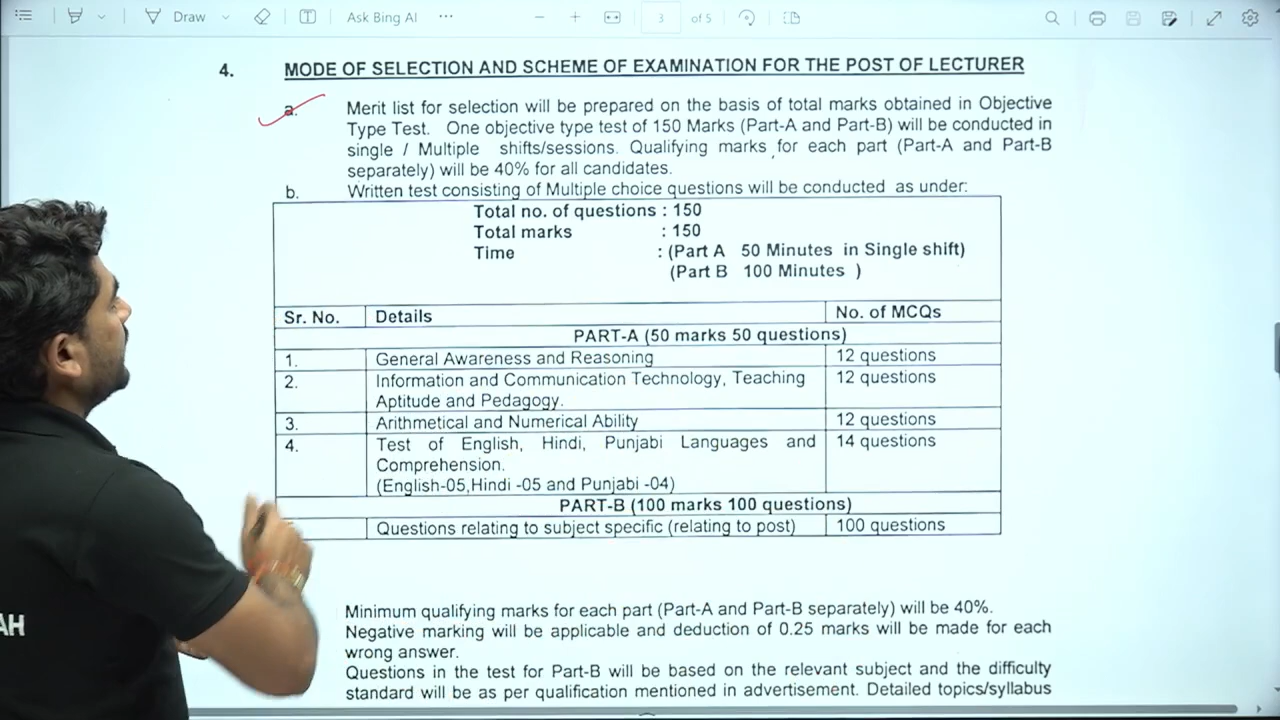 Draw
Ask Bing AI
3 of 5
4. MODE OF SELECTION AND SCHEME OF EXAMINATION FOR THE POST OF LECTURER
a. Merit list for selection will be prepared on the basis of total marks obtained in Objective
Type Test. One objective type test of 150 Marks (Part-A and Part-B) will be conducted in
single / Multiple shifts/sessions. Qualifying marks for each part (Part-A and Part-B
separately) will be 40% for all candidates.
b. Written test consisting of Multiple choice questions will be conducted as under:
Total no. of questions : 150
Total marks : 150
Time : (Part A 50 Minutes in Single shift)
(Part B 100 Minutes )
Sr. No. Details No. of MCQs
PART-A (50 marks 50 questions)
1. General Awareness and Reasoning 12 questions
2. Information and Communication Technology, Teaching 12 questions
Aptitude and Pedagogy.
3. Arithmetical and Numerical Ability 12 questions
4. Test of English, Hindi, Punjabi Languages and 14 questions
Comprehension.
(English-05,Hindi -05 and Punjabi -04)
PART-B (100 marks 100 questions)
Questions relating to subject specific (relating to post) 100 questions
Minimum qualifying marks for each part (Part-A and Part-B separately) will be 40%.
Negative marking will be applicable and deduction of 0.25 marks will be made for each
wrong answer.
Questions in the test for Part-B will be based on the relevant subject and the difficulty
standard will be as per qualification mentioned in advertisement. Detailed topics/syllabus
AH